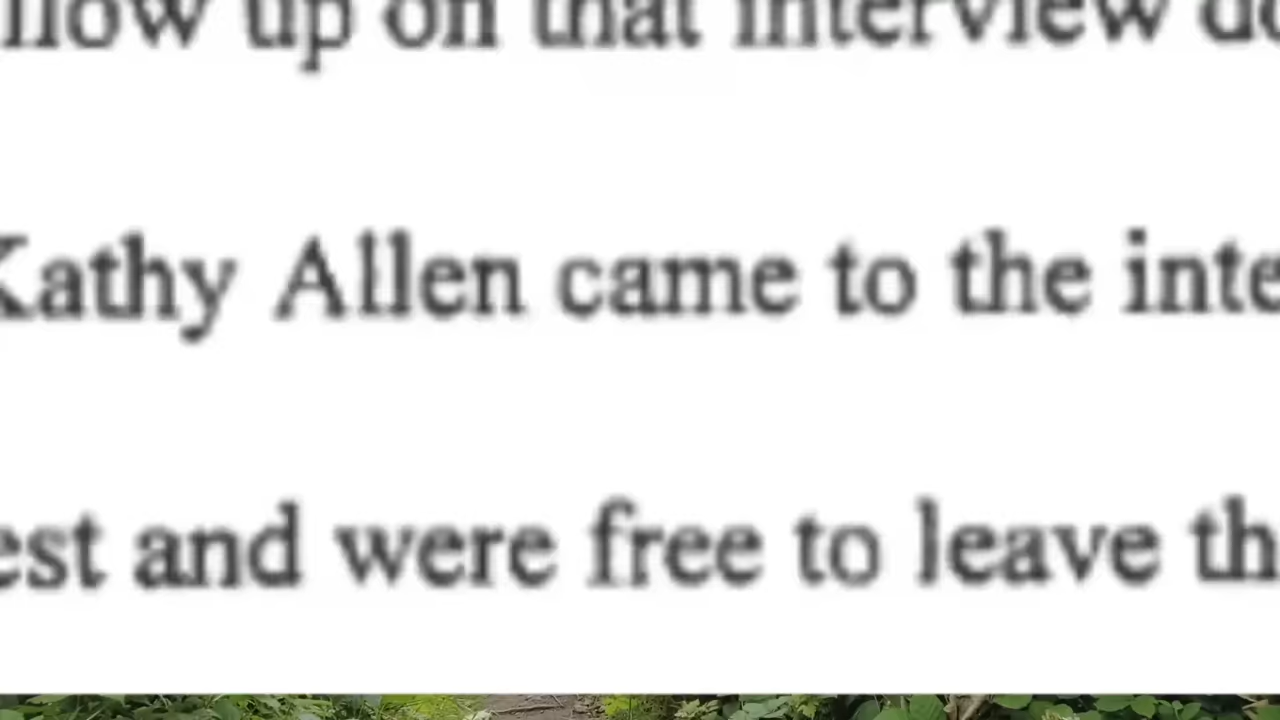 llow up on that interview do
Kathy Allen came to the inte
est and were free to leave th